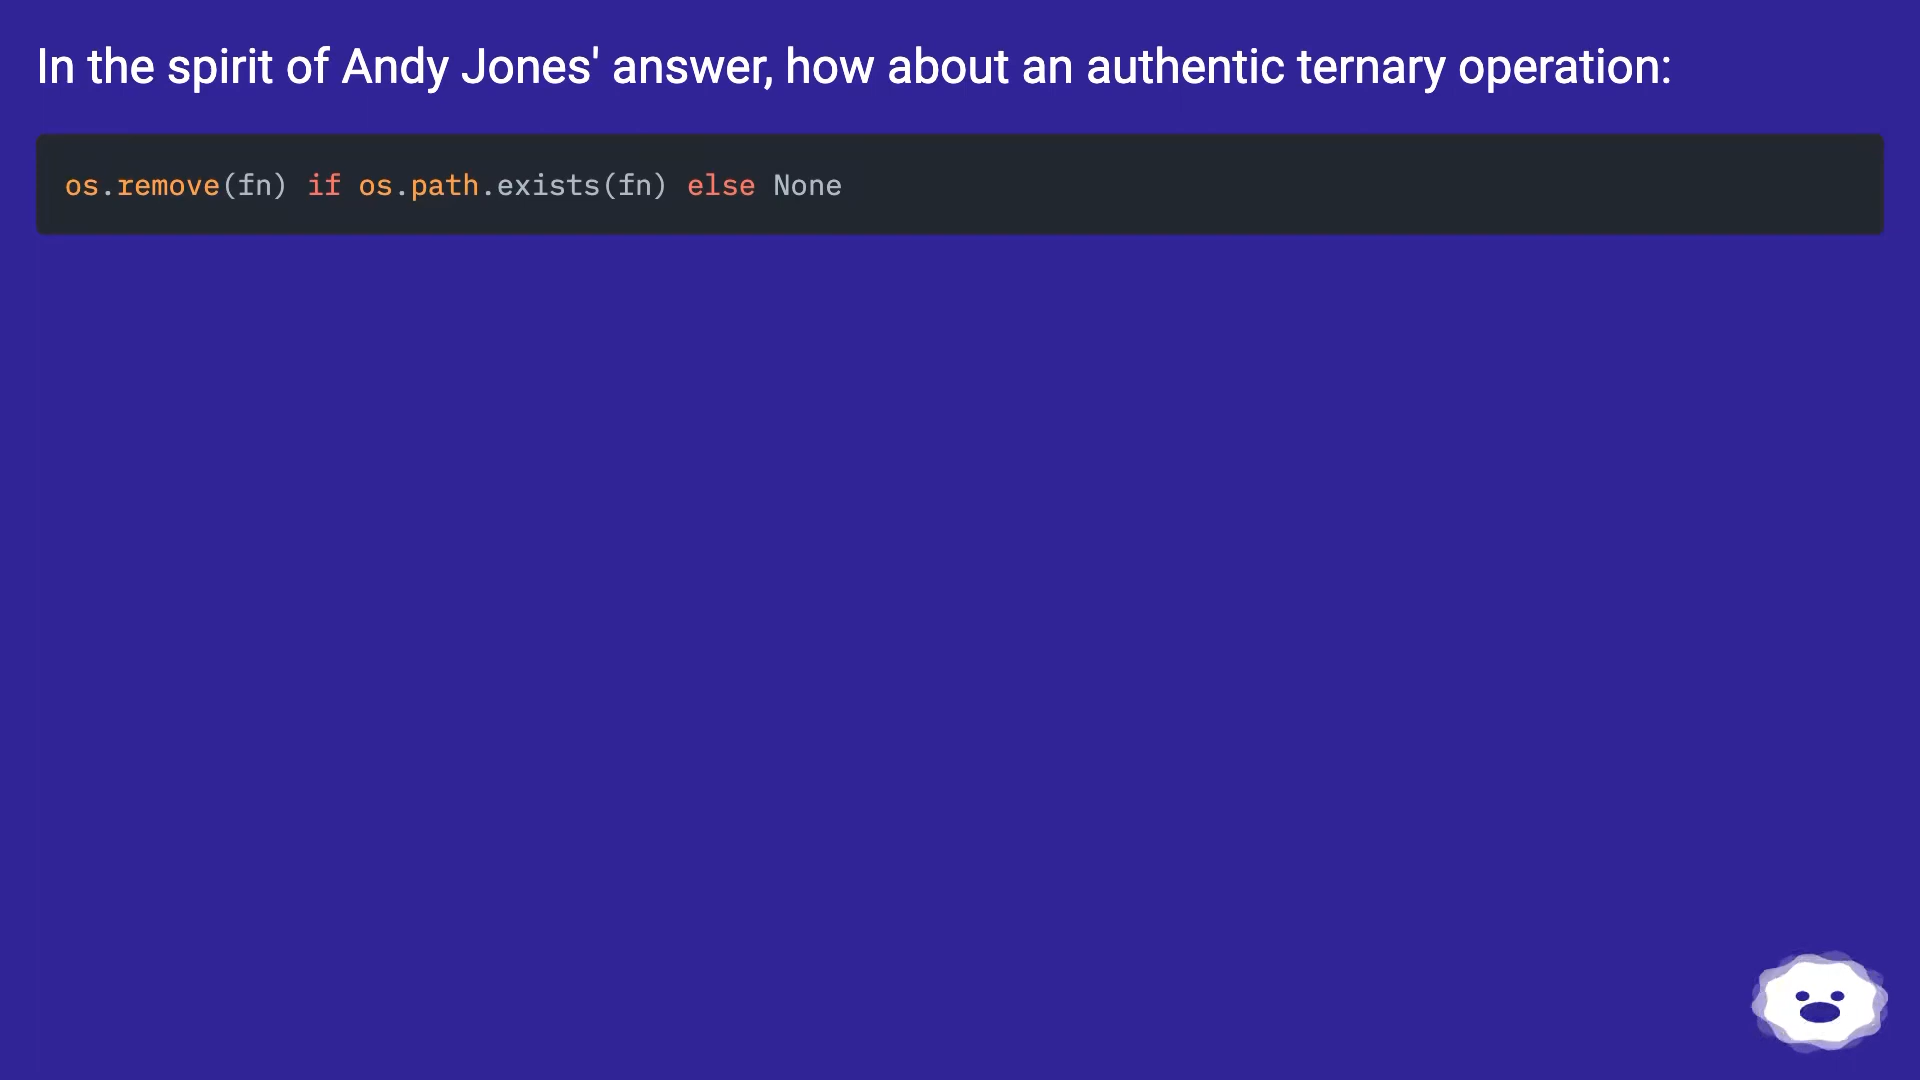 In the spirit of Andy Jones' answer, how about an authentic ternary operation:
os.remove(fn) if os.path.exists(fn) else None